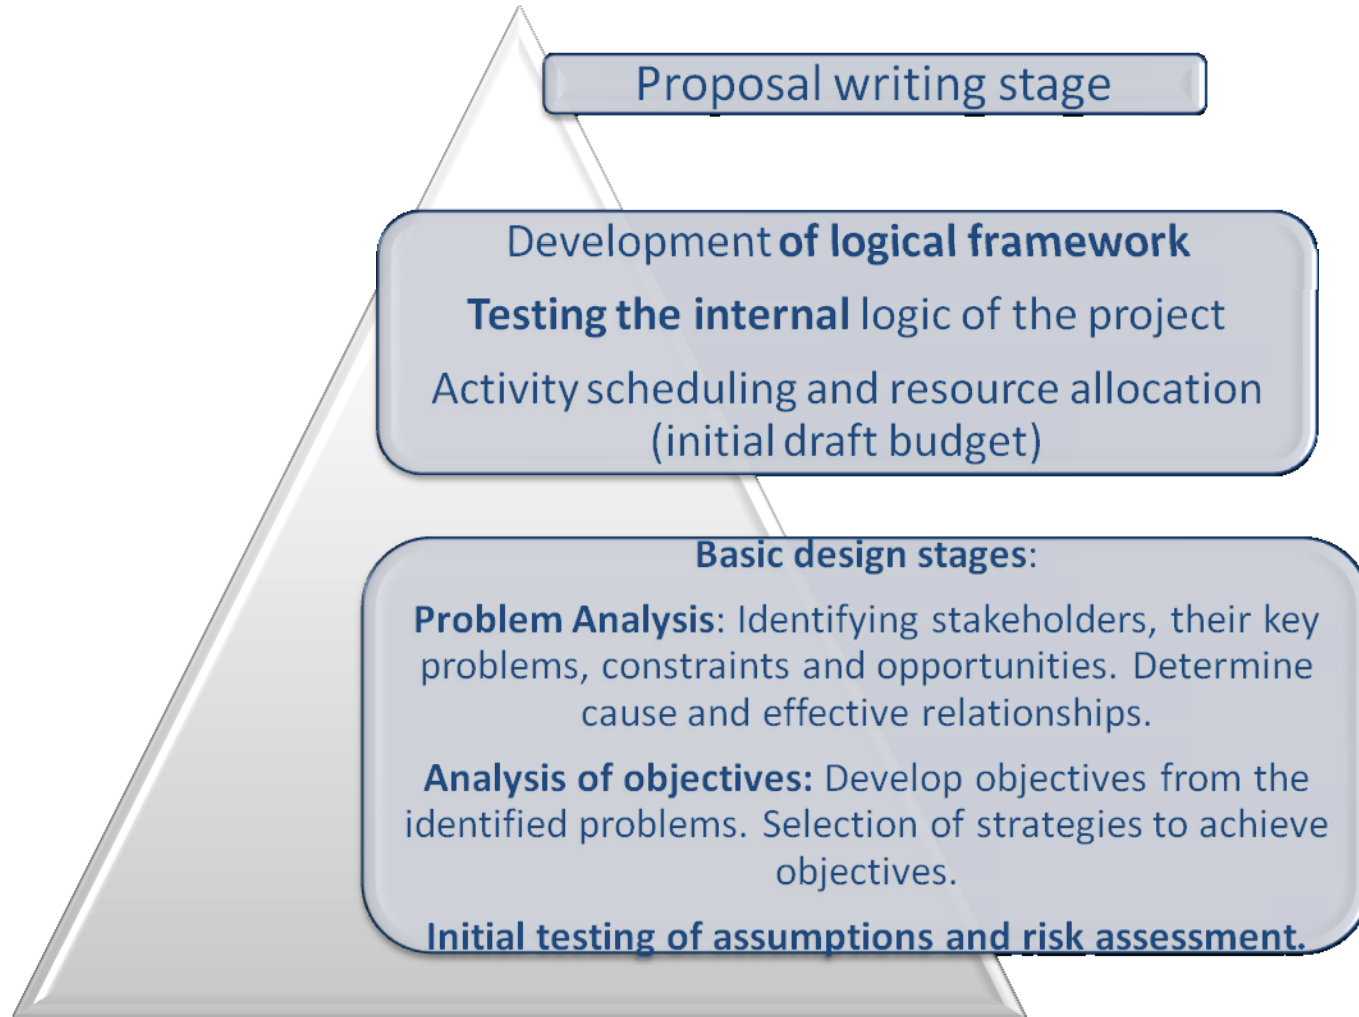 Proposal writing stage
Development of logical framework
Testing the internal logic of the project
Activity scheduling and resource allocation
(initial draft budget)
Basic design stages:
Problem Analysis: Identifying stakeholders, their key
problems, constraints and opportunities. Determine
cause and effective relationships.
Analysis of objectives: Develop objectives from the
identified problems. Selection of strategies to achieve
objectives.
Initial testing of assumptions and risk assessment.